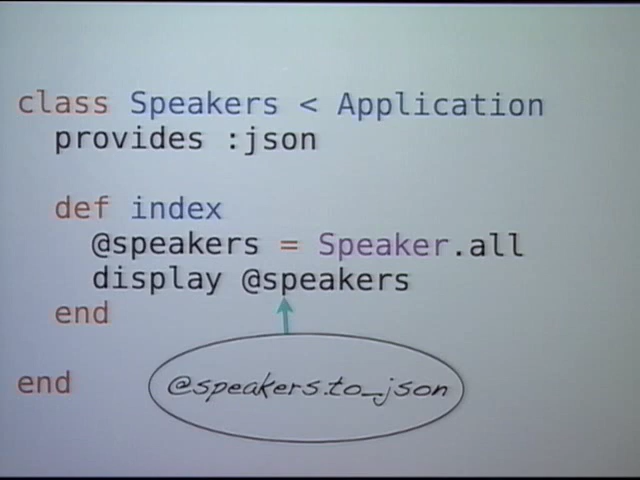 class Speakers < Application
provides :json
def index
@speakers = Speaker.all
display @speakers
end
end
@speakers.to_json